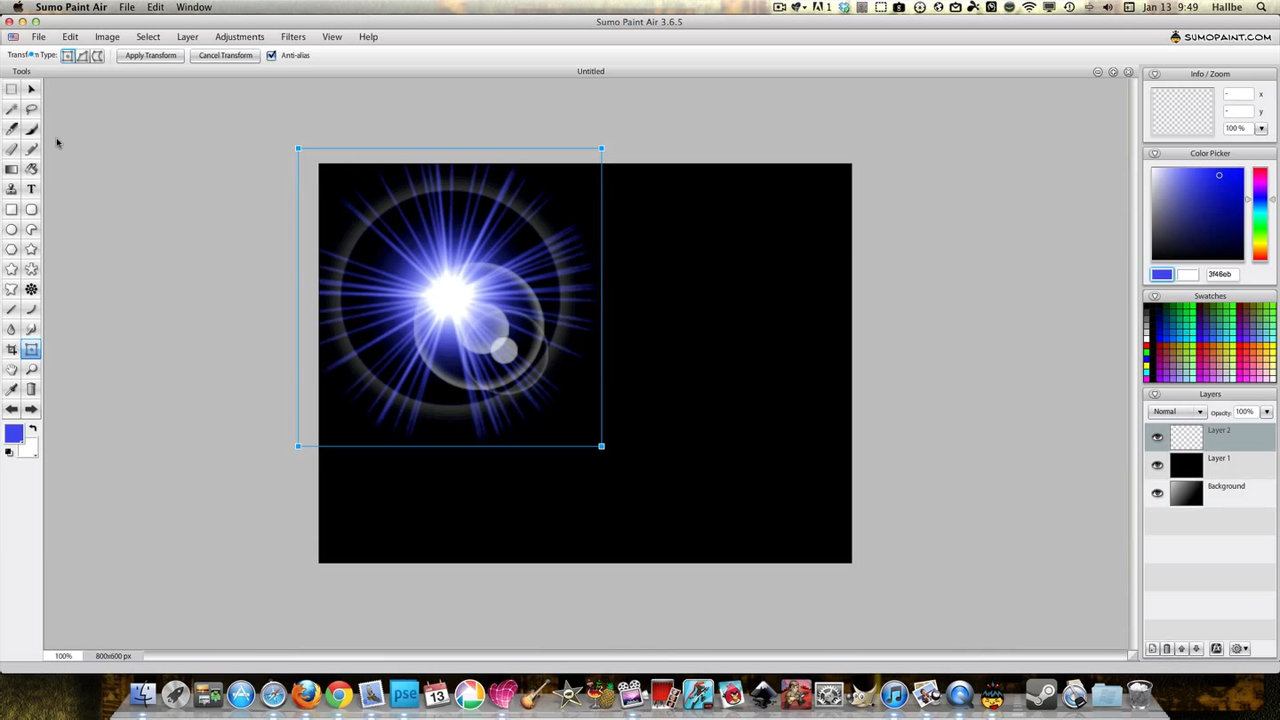 Sumo Paint Air File Edit Window
1 Jan 13 9:49 Hallbe
Sumo Paint Air 3.6.5
File Edit Image Select Layer Adjustments Filters View Help
SUMOPAINT.COM
Transform Type: Apply Transform Cancel Transform Anti-alias
Tools
Untitled
Info / Zoom
- x
- y
100 %
Color Picker
3f46eb
Swatches
Layers
Normal Opacity: 100%
Layer 2
Layer 1
Background
T
100% 800x600 px
pse
13